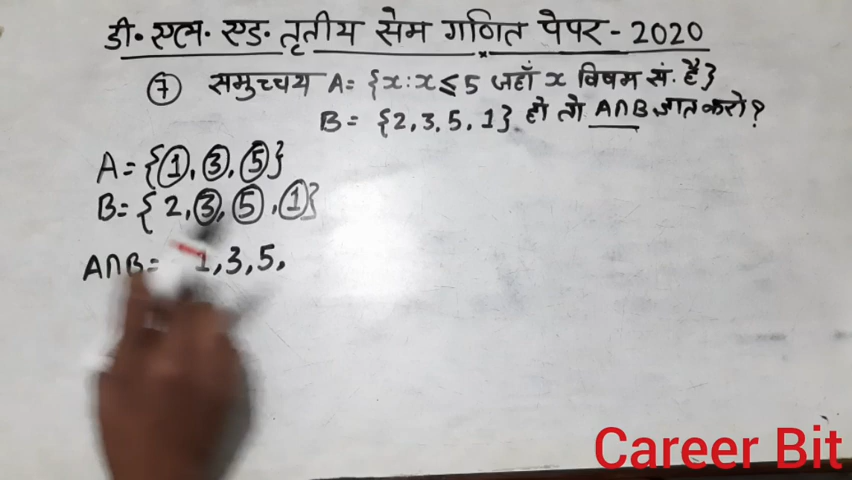 डी. एल. एड. तृतीय सेम गणित पेपर - 2020
⑦ समुच्चय A = {x : x ≤ 5 जहाँ x विषम सं. है}
B = {2, 3, 5, 1} हो तो A∩B ज्ञात करो?
A = {1, 3, 5}
B = {2, 3, 5, 1}
A∩B = 1, 3, 5,
Career Bit